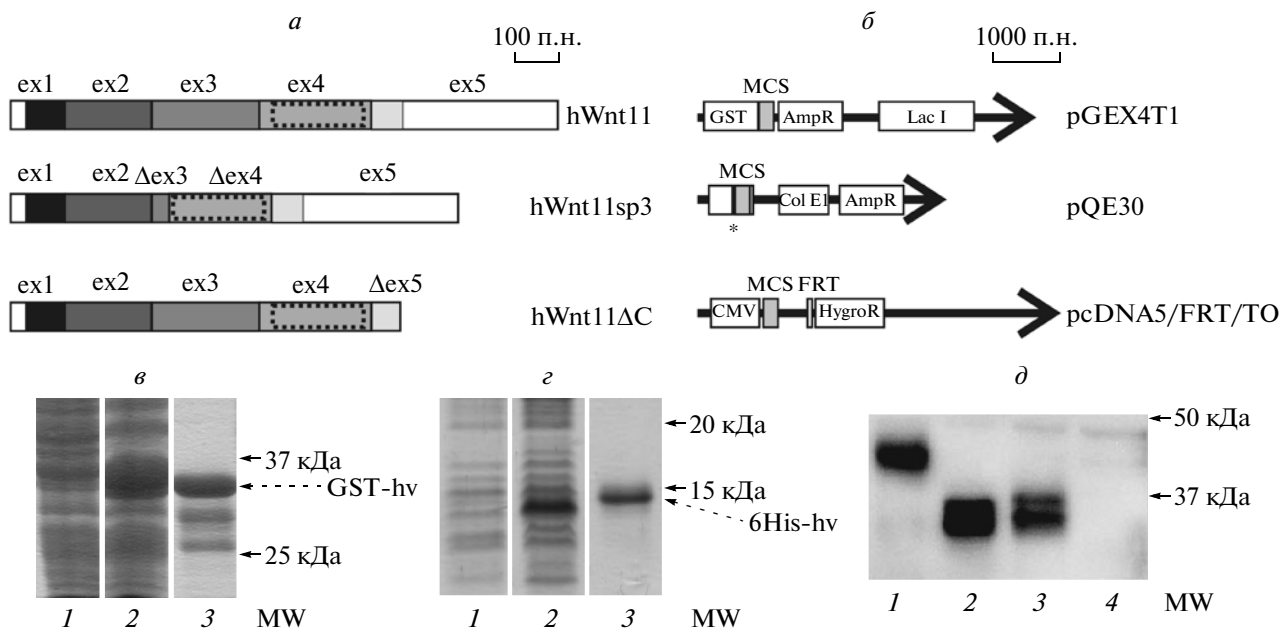 а
100 п.н.
ex1 ex2 ex3 ex4 ex5
hWnt11
ex1 ex2 Δex3 Δex4 ex5
hWnt11sp3
ex1 ex2 ex3 ex4 Δex5
hWnt11ΔC
б
1000 п.н.
MCS
GST AmpR Lac I
pGEX4T1
MCS
Col E1 AmpR
*
pQE30
MCS FRT
CMV HygroR
pcDNA5/FRT/TO
в
37 кДа
GST-hv
25 кДа
1 2 3 MW
г
20 кДа
15 кДа
6His-hv
1 2 3 MW
д
50 кДа
37 кДа
1 2 3 4 MW